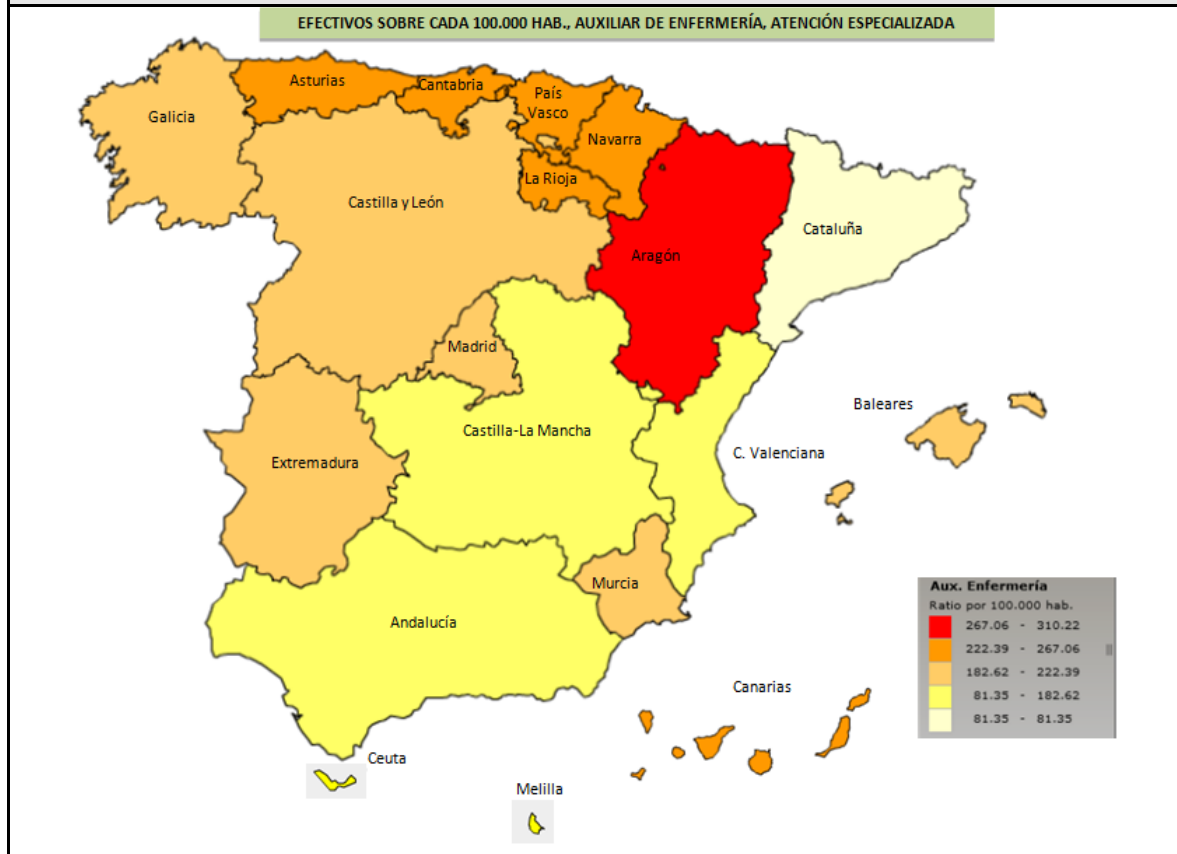 EFECTIVOS SOBRE CADA 100.000 HAB., AUXILIAR DE ENFERMERÍA, ATENCIÓN ESPECIALIZADA
Asturias
Cantabria
País
Vasco
Galicia
Navarra
La Rioja
Castilla y León
Cataluña
Aragón
Madrid
Baleares
Castilla-La Mancha
C. Valenciana
Extremadura
Murcia
Andalucía
Aux. Enfermería
Ratio por 100.000 hab.
267.06 - 310.22
222.39 - 267.06
182.62 - 222.39
81.35 - 182.62
81.35 - 81.35
Canarias
Ceuta
Melilla